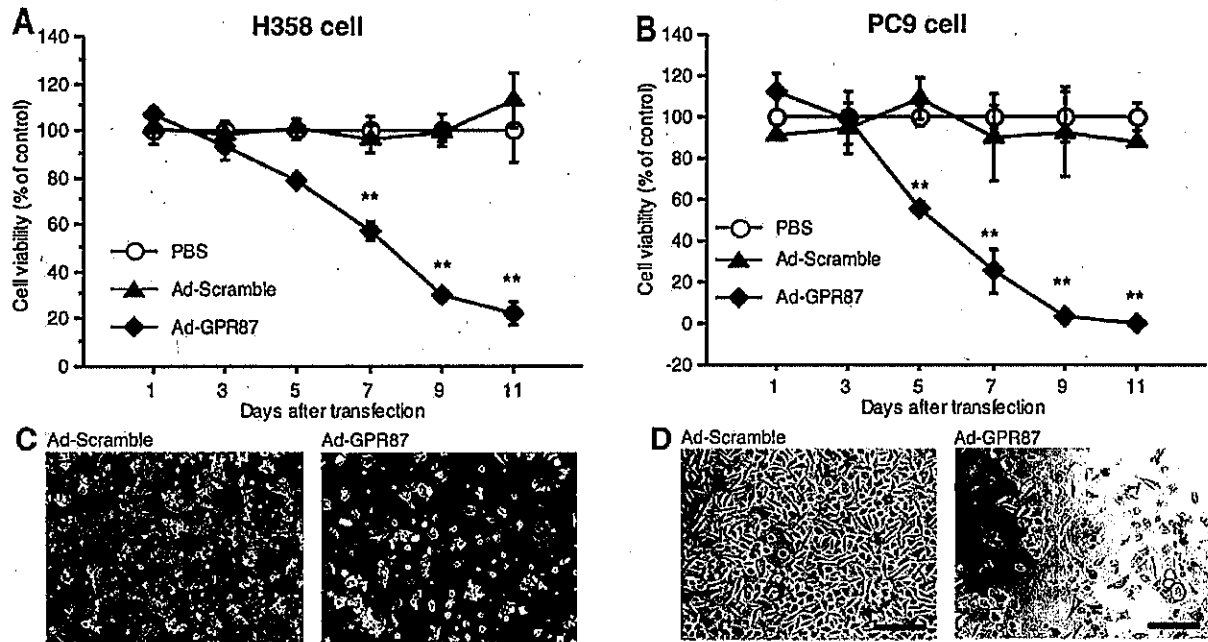 A
H358 cell
Cell viability (% of control)
140
120
100
80
60
40
20
0
**
**
**
PBS
Ad-Scramble
Ad-GPR87
1 3 5 7 9 11
Days after transfection
B
PC9 cell
Cell viability (% of control)
140
120
100
80
60
40
20
0
-20
**
**
**
**
PBS
Ad-Scramble
Ad-GPR87
1 3 5 7 9 11
Days after transfection
C
Ad-Scramble
Ad-GPR87
D
Ad-Scramble
Ad-GPR87